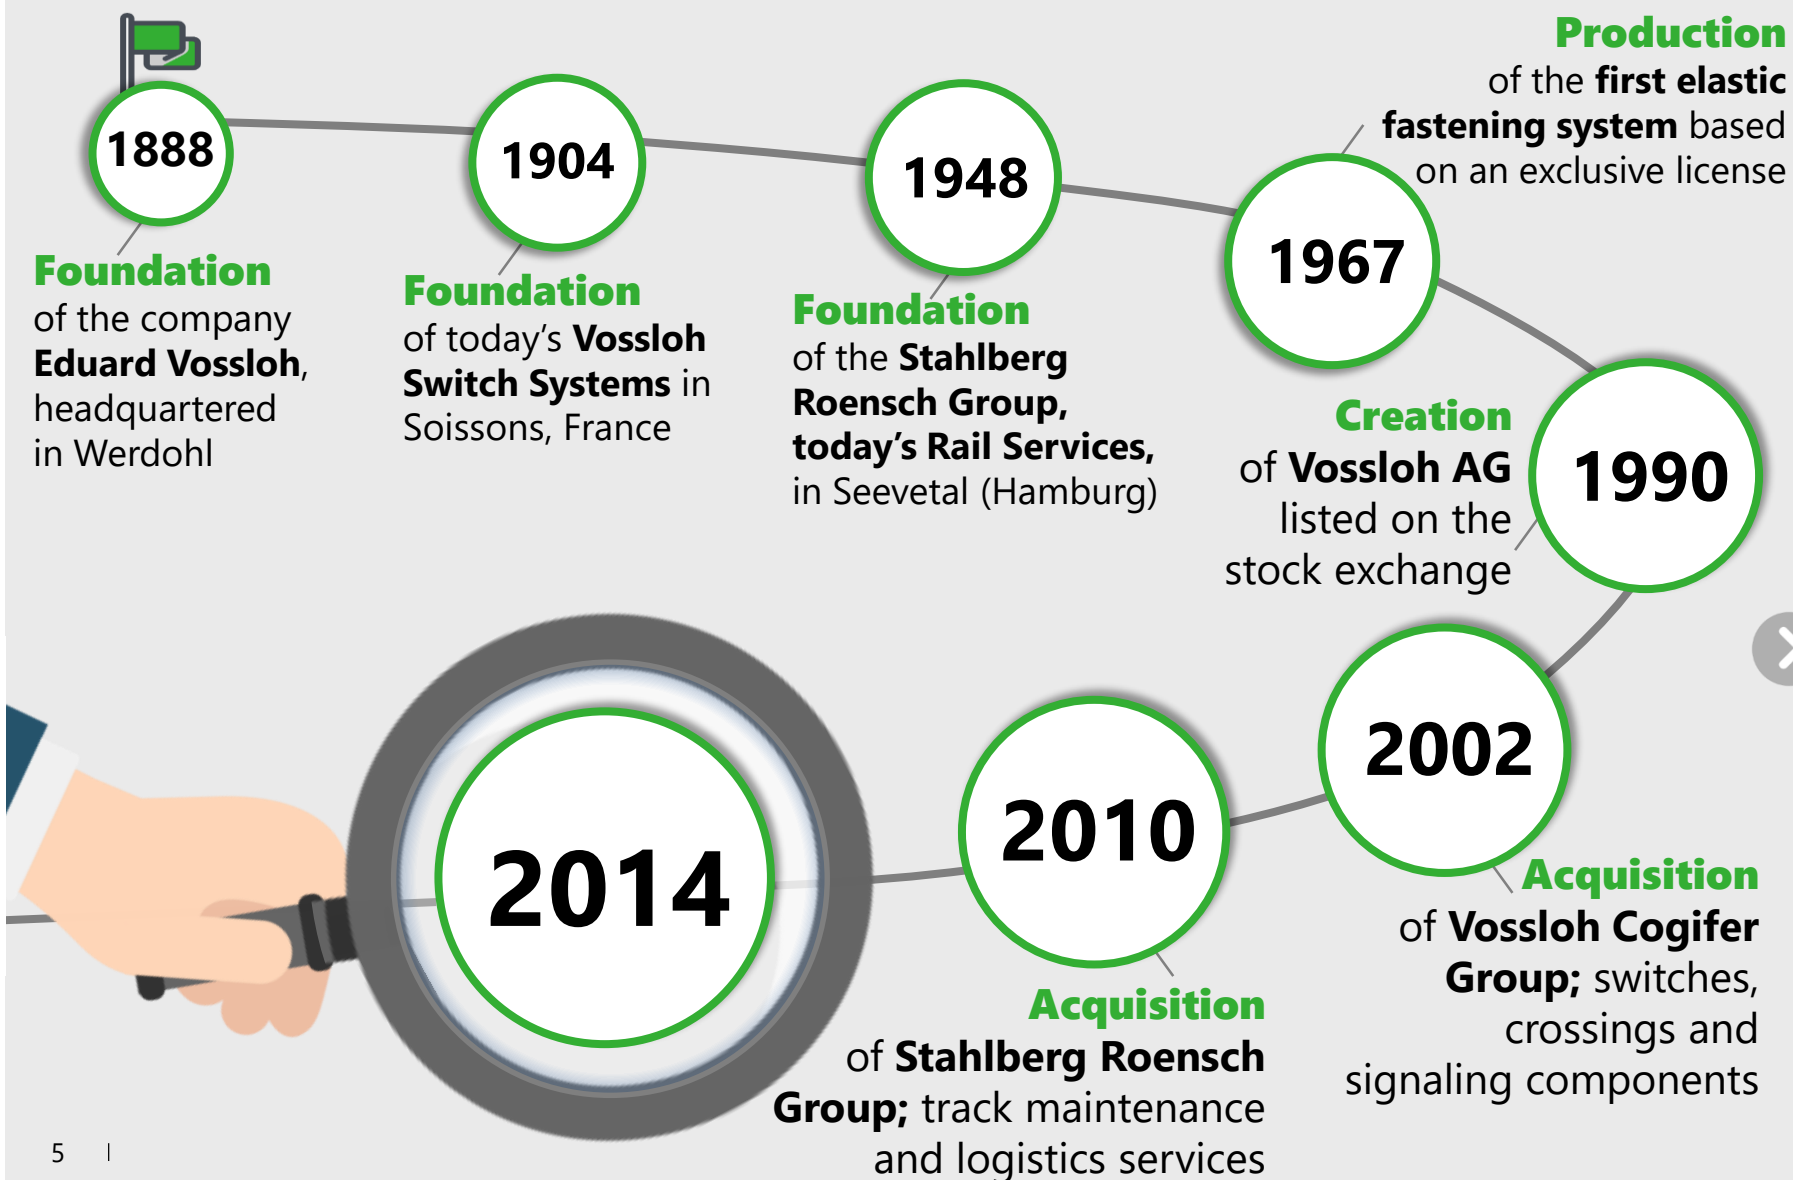 1888
Foundation
of the company
Eduard Vossloh,
headquartered
in Werdohl
1904
Foundation
of today’s Vossloh
Switch Systems in
Soissons, France
1948
Foundation
of the Stahlberg
Roensch Group,
today’s Rail Services,
in Seevetal (Hamburg)
Production
of the first elastic
fastening system based
on an exclusive license
1967
Creation
of Vossloh AG
listed on the
stock exchange
1990
2002
Acquisition
of Vossloh Cogifer
Group; switches,
crossings and
signaling components
2010
Acquisition
of Stahlberg Roensch
Group; track maintenance
and logistics services
2014
5 |